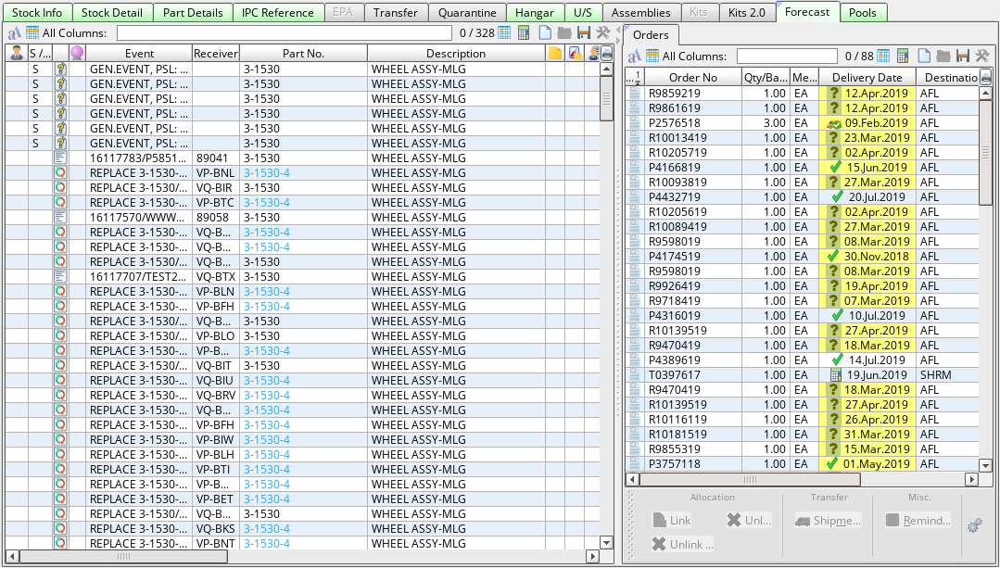 Stock Info Stock Detail Part Details IPC Reference EPA Transfer Quarantine Hangar U/S Assemblies Kits Kits 2.0 Forecast Pools
All Columns: 0 / 328
S /... Event Receiver Part No. Description
S GEN.EVENT, PSL: ... 3-1530 WHEEL ASSY-MLG
S GEN.EVENT, PSL: ... 3-1530 WHEEL ASSY-MLG
S GEN.EVENT, PSL: ... 3-1530 WHEEL ASSY-MLG
S GEN.EVENT, PSL: ... 3-1530 WHEEL ASSY-MLG
S GEN.EVENT, PSL: ... 3-1530 WHEEL ASSY-MLG
S GEN.EVENT, PSL: ... 3-1530 WHEEL ASSY-MLG
16117783/P5851... 89041 3-1530 WHEEL ASSY-MLG
REPLACE 3-1530-... VP-BNL 3-1530-4 WHEEL ASSY-MLG
REPLACE 3-1530/... VQ-BIR 3-1530 WHEEL ASSY-MLG
REPLACE 3-1530-... VP-BTC 3-1530-4 WHEEL ASSY-MLG
16117570/WWW... 89058 3-1530 WHEEL ASSY-MLG
REPLACE 3-1530-... VQ-B... 3-1530-4 WHEEL ASSY-MLG
REPLACE 3-1530-... VQ-B... 3-1530-4 WHEEL ASSY-MLG
REPLACE 3-1530/... VQ-B... 3-1530 WHEEL ASSY-MLG
16117707/TEST2... VQ-BTX 3-1530 WHEEL ASSY-MLG
REPLACE 3-1530-... VP-BLN 3-1530-4 WHEEL ASSY-MLG
REPLACE 3-1530-... VP-BFH 3-1530-4 WHEEL ASSY-MLG
REPLACE 3-1530/... VQ-B... 3-1530 WHEEL ASSY-MLG
REPLACE 3-1530/... VP-BLO 3-1530 WHEEL ASSY-MLG
REPLACE 3-1530-... VP-B... 3-1530-4 WHEEL ASSY-MLG
REPLACE 3-1530/... VQ-BIT 3-1530 WHEEL ASSY-MLG
REPLACE 3-1530-... VQ-BIU 3-1530-4 WHEEL ASSY-MLG
REPLACE 3-1530-... VQ-BRV 3-1530-4 WHEEL ASSY-MLG
REPLACE 3-1530-... VQ-B... 3-1530-4 WHEEL ASSY-MLG
REPLACE 3-1530-... VP-BFH 3-1530-4 WHEEL ASSY-MLG
REPLACE 3-1530-... VP-BIW 3-1530-4 WHEEL ASSY-MLG
REPLACE 3-1530-... VP-BLH 3-1530-4 WHEEL ASSY-MLG
REPLACE 3-1530-... VP-BTI 3-1530-4 WHEEL ASSY-MLG
REPLACE 3-1530-... VP-B... 3-1530-4 WHEEL ASSY-MLG
REPLACE 3-1530-... VP-BET 3-1530-4 WHEEL ASSY-MLG
REPLACE 3-1530/... VQ-B... 3-1530 WHEEL ASSY-MLG
REPLACE 3-1530-... VQ-BKS 3-1530-4 WHEEL ASSY-MLG
REPLACE 3-1530-... VP-BNT 3-1530-4 WHEEL ASSY-MLG
Orders
All Columns: 0 / 88
... 1 Order No Qty/Ba... Me... Delivery Date Destinatio
R9859219 1.00 EA ? 12.Apr.2019 AFL
R9861619 1.00 EA ? 12.Apr.2019 AFL
P2576518 3.00 EA 09.Feb.2019 AFL
R10013419 1.00 EA ? 23.Mar.2019 AFL
R10205719 1.00 EA ? 02.Apr.2019 AFL
P4166819 1.00 EA 15.Jun.2019 AFL
R10093819 1.00 EA ? 27.Mar.2019 AFL
P4432719 1.00 EA 20.Jul.2019 AFL
R10205619 1.00 EA ? 02.Apr.2019 AFL
R10089419 1.00 EA ? 27.Mar.2019 AFL
R9598019 1.00 EA ? 08.Mar.2019 AFL
P4174519 1.00 EA 30.Nov.2018 AFL
R9598019 1.00 EA ? 08.Mar.2019 AFL
R9926419 1.00 EA ? 19.Apr.2019 AFL
R9718419 1.00 EA ? 07.Mar.2019 AFL
P4316019 1.00 EA 10.Jul.2019 AFL
R10139519 1.00 EA ? 27.Apr.2019 AFL
R9470419 1.00 EA ? 18.Mar.2019 AFL
P4389619 1.00 EA 14.Jul.2019 AFL
T0397617 1.00 EA 19.Jun.2019 SHRM
R9470419 1.00 EA ? 18.Mar.2019 AFL
R10139519 1.00 EA ? 27.Apr.2019 AFL
R10116119 1.00 EA ? 26.Apr.2019 AFL
R10181519 1.00 EA ? 31.Mar.2019 AFL
R9855319 1.00 EA ? 15.Mar.2019 AFL
P3757118 1.00 EA 01.May.2019 AFL
Allocation Transfer Misc.
Link Unl... Shipme... Remind...
Unlink ...